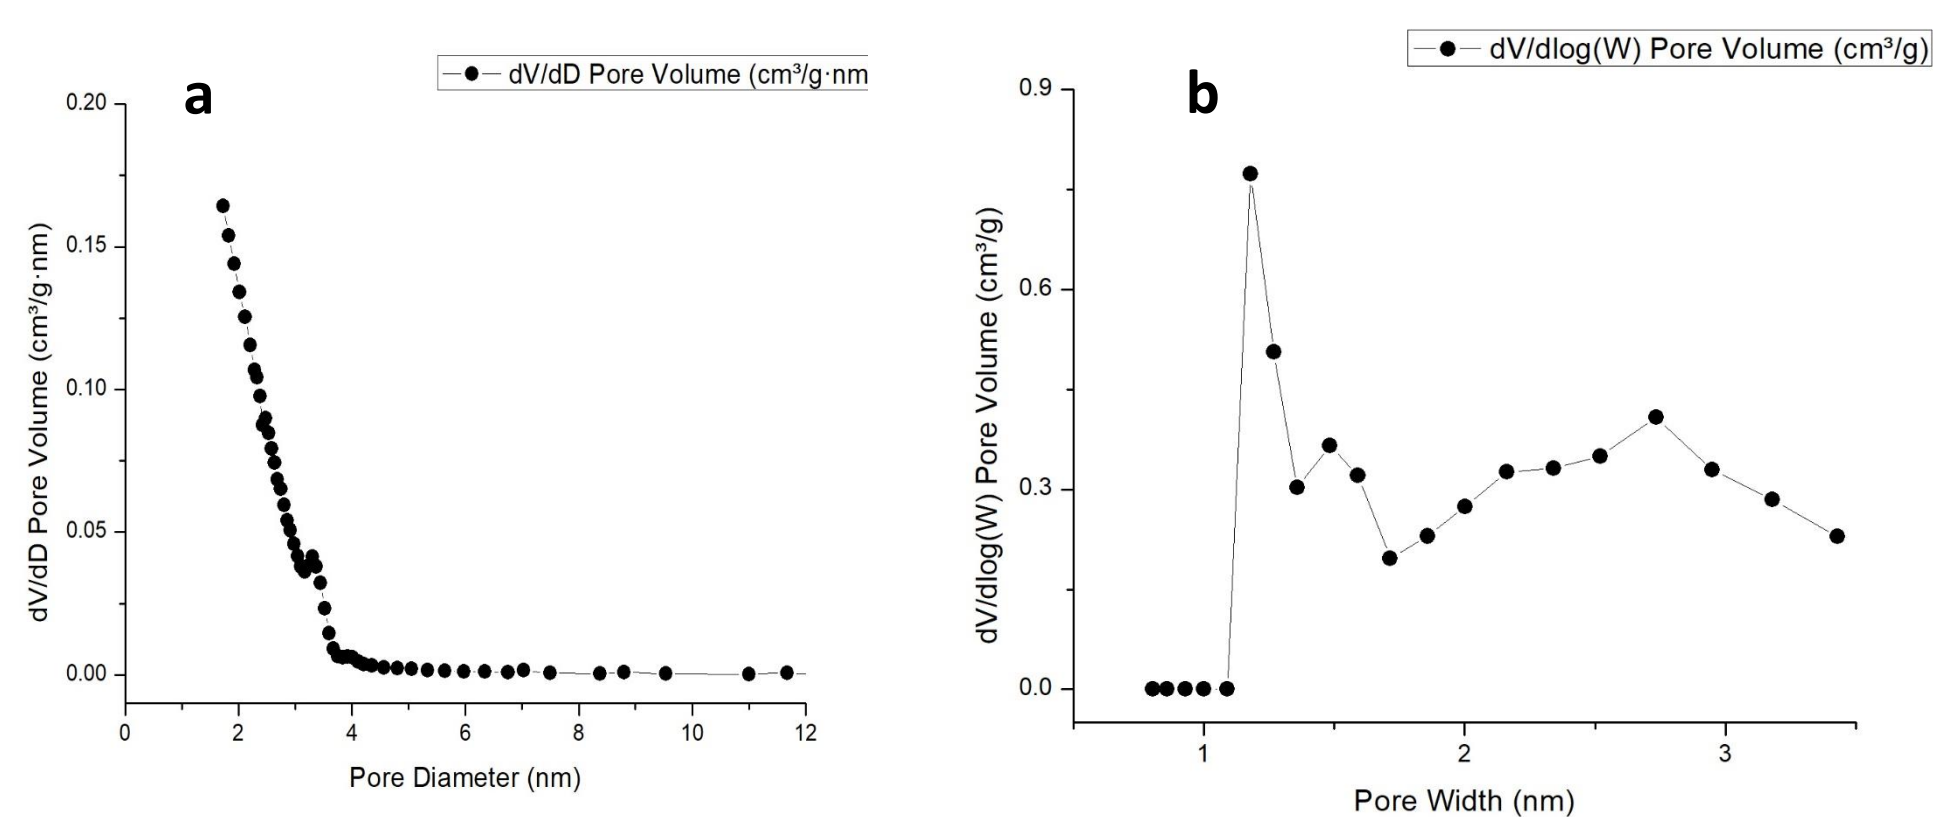 a
dV/dD Pore Volume (cm³/g·nm
0.20
0.15
0.10
0.05
0.00
dV/dD Pore Volume (cm³/g·nm)
0 2 4 6 8 10 12
Pore Diameter (nm)
b
dV/dlog(W) Pore Volume (cm³/g)
0.9
0.6
0.3
0.0
dV/dlog(W) Pore Volume (cm³/g)
1 2 3
Pore Width (nm)